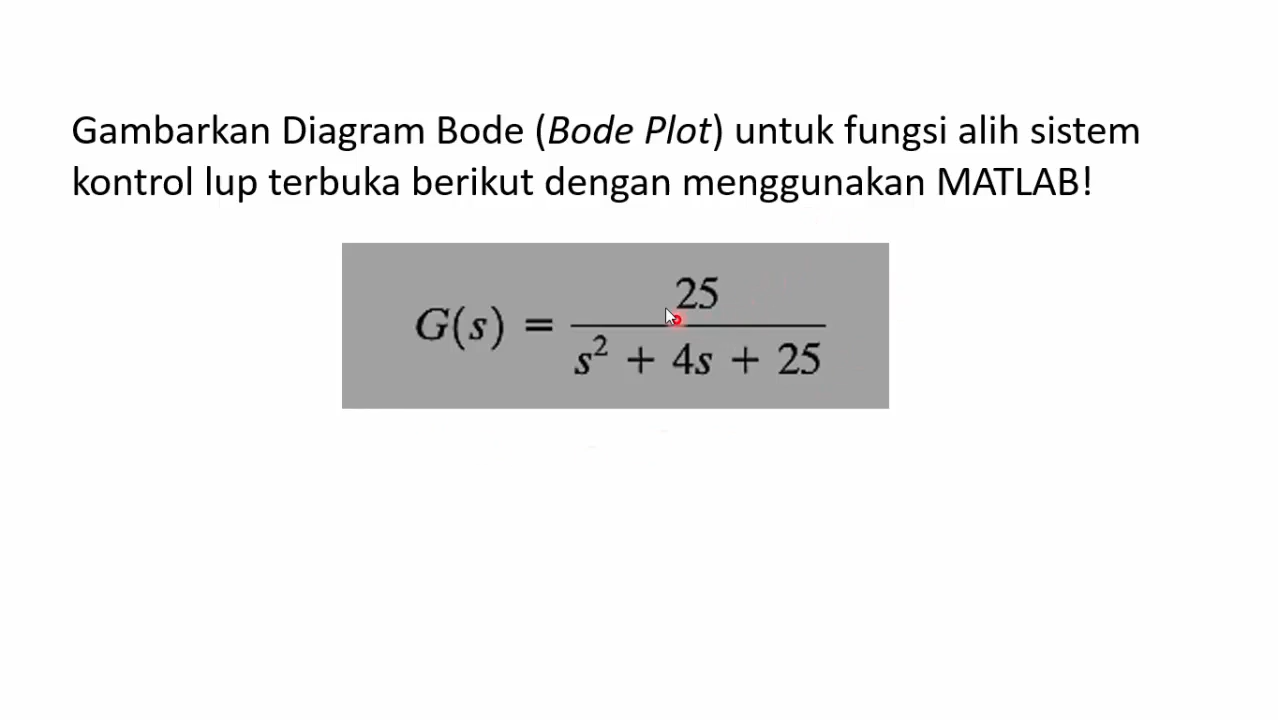 Gambarkan Diagram Bode (Bode Plot) untuk fungsi alih sistem
kontrol lup terbuka berikut dengan menggunakan MATLAB!
G(s) = 25
s² + 4s + 25